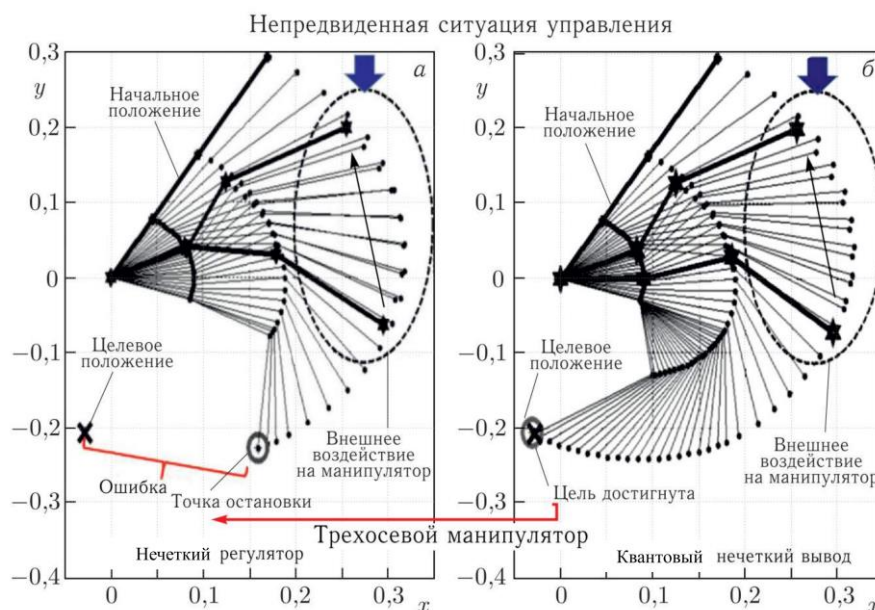 Непредвиденная ситуация управления
0,3
y
0,2
0,1
0
−0,1
−0,2
−0,3
−0,4
а
Начальное
положение
Целевое
положение
Ошибка
Точка остановки
Внешнее
воздействие
на манипулятор
Нечеткий регулятор
0
0,1
0,2
0,3
x
0,3
y
0,2
0,1
0
−0,1
−0,2
−0,3
−0,4
б
Начальное
положение
Целевое
положение
Внешнее
воздействие
на манипулятор
Цель достигнута
Трехосевой манипулятор
Квантовый нечеткий вывод
0
0,1
0,2
0,3
x